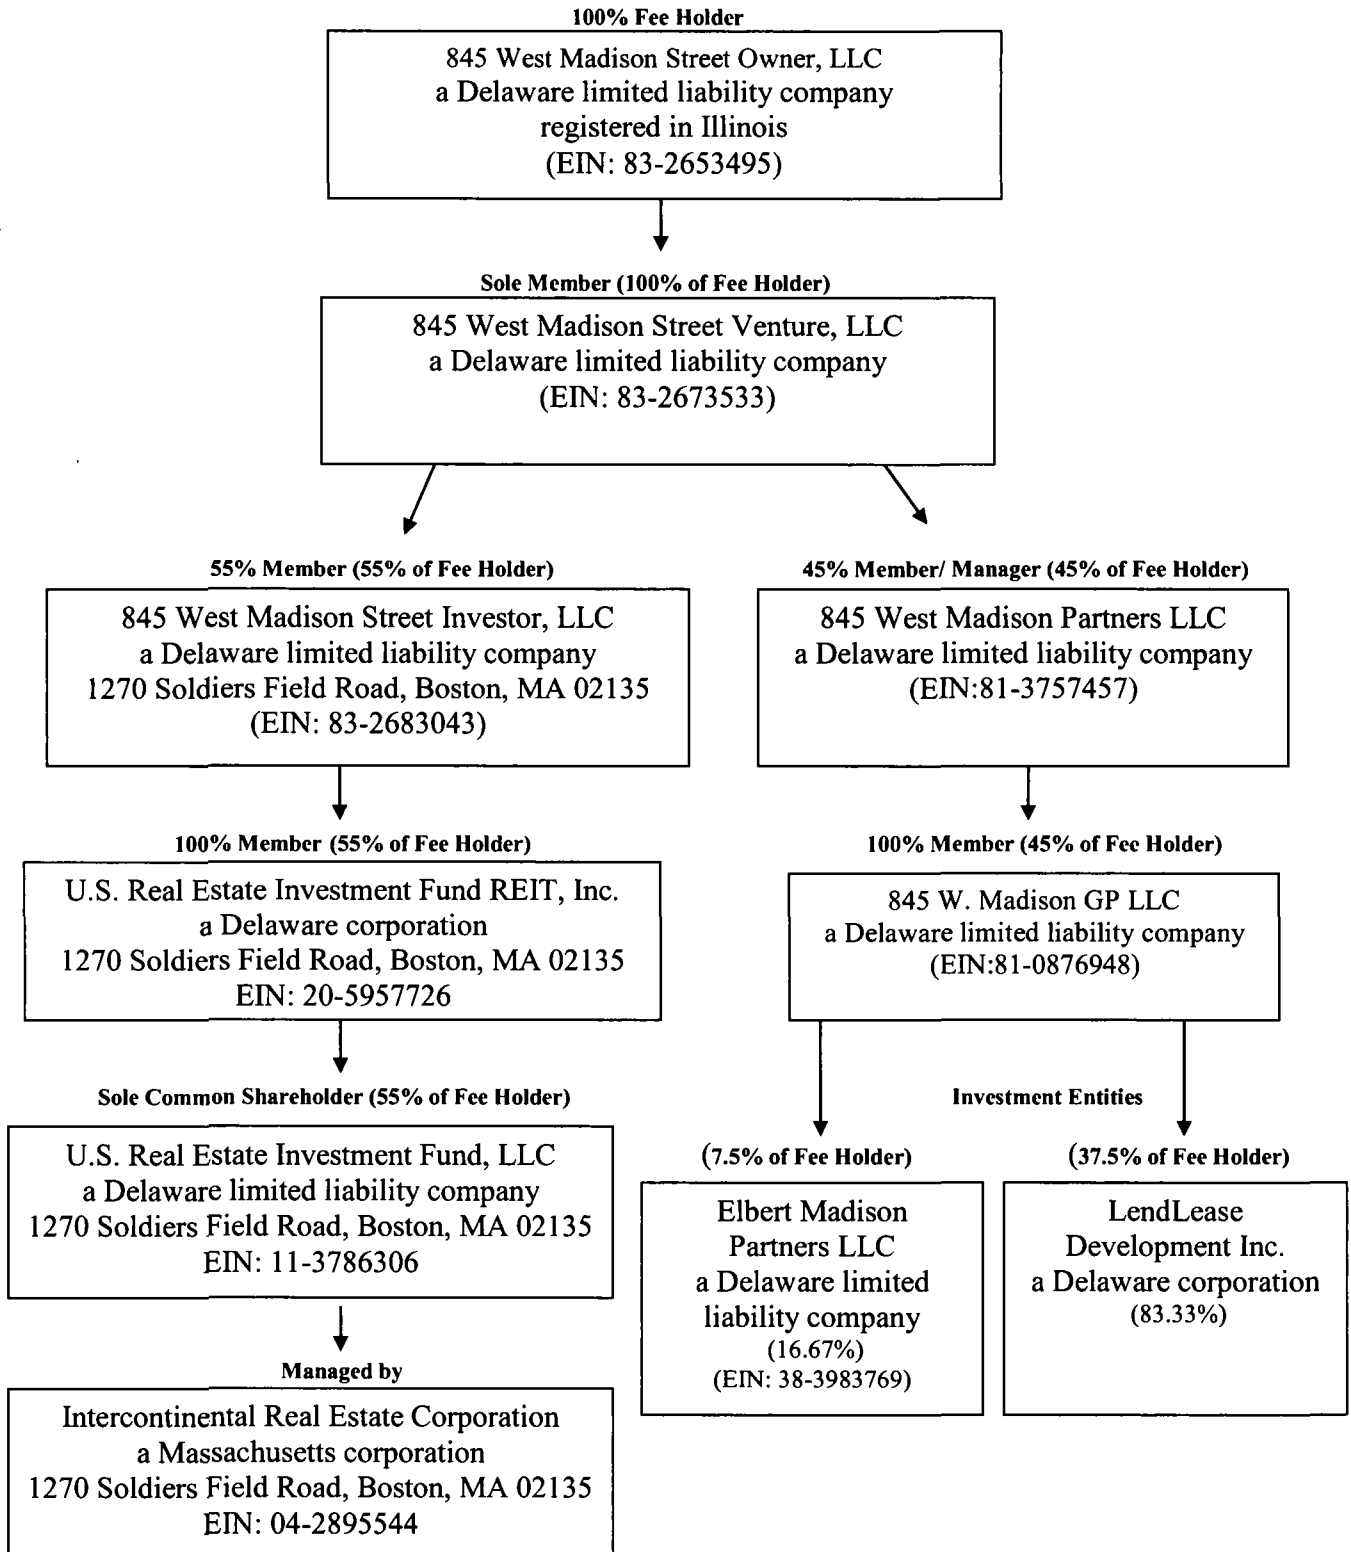 100% Fee Holder
845 West Madison Street Owner, LLC
a Delaware limited liability company
registered in Illinois
(EIN: 83-2653495)
Sole Member (100% of Fee Holder)
845 West Madison Street Venture, LLC
a Delaware limited liability company
(EIN: 83-2673533)
55% Member (55% of Fee Holder)
845 West Madison Street Investor, LLC
a Delaware limited liability company
1270 Soldiers Field Road, Boston, MA 02135
(EIN: 83-2683043)
100% Member (55% of Fee Holder)
U.S. Real Estate Investment Fund REIT, Inc.
a Delaware corporation
1270 Soldiers Field Road, Boston, MA 02135
EIN: 20-5957726
Sole Common Shareholder (55% of Fee Holder)
U.S. Real Estate Investment Fund, LLC
a Delaware limited liability company
1270 Soldiers Field Road, Boston, MA 02135
EIN: 11-3786306
Managed by
Intercontinental Real Estate Corporation
a Massachusetts corporation
1270 Soldiers Field Road, Boston, MA 02135
EIN: 04-2895544
45% Member/ Manager (45% of Fee Holder)
845 West Madison Partners LLC
a Delaware limited liability company
(EIN:81-3757457)
100% Member (45% of Fee Holder)
845 W. Madison GP LLC
a Delaware limited liability company
(EIN:81-0876948)
Investment Entities
(7.5% of Fee Holder)
Elbert Madison
Partners LLC
a Delaware limited
liability company
(16.67%)
(EIN: 38-3983769)
(37.5% of Fee Holder)
LendLease
Development Inc.
a Delaware corporation
(83.33%)